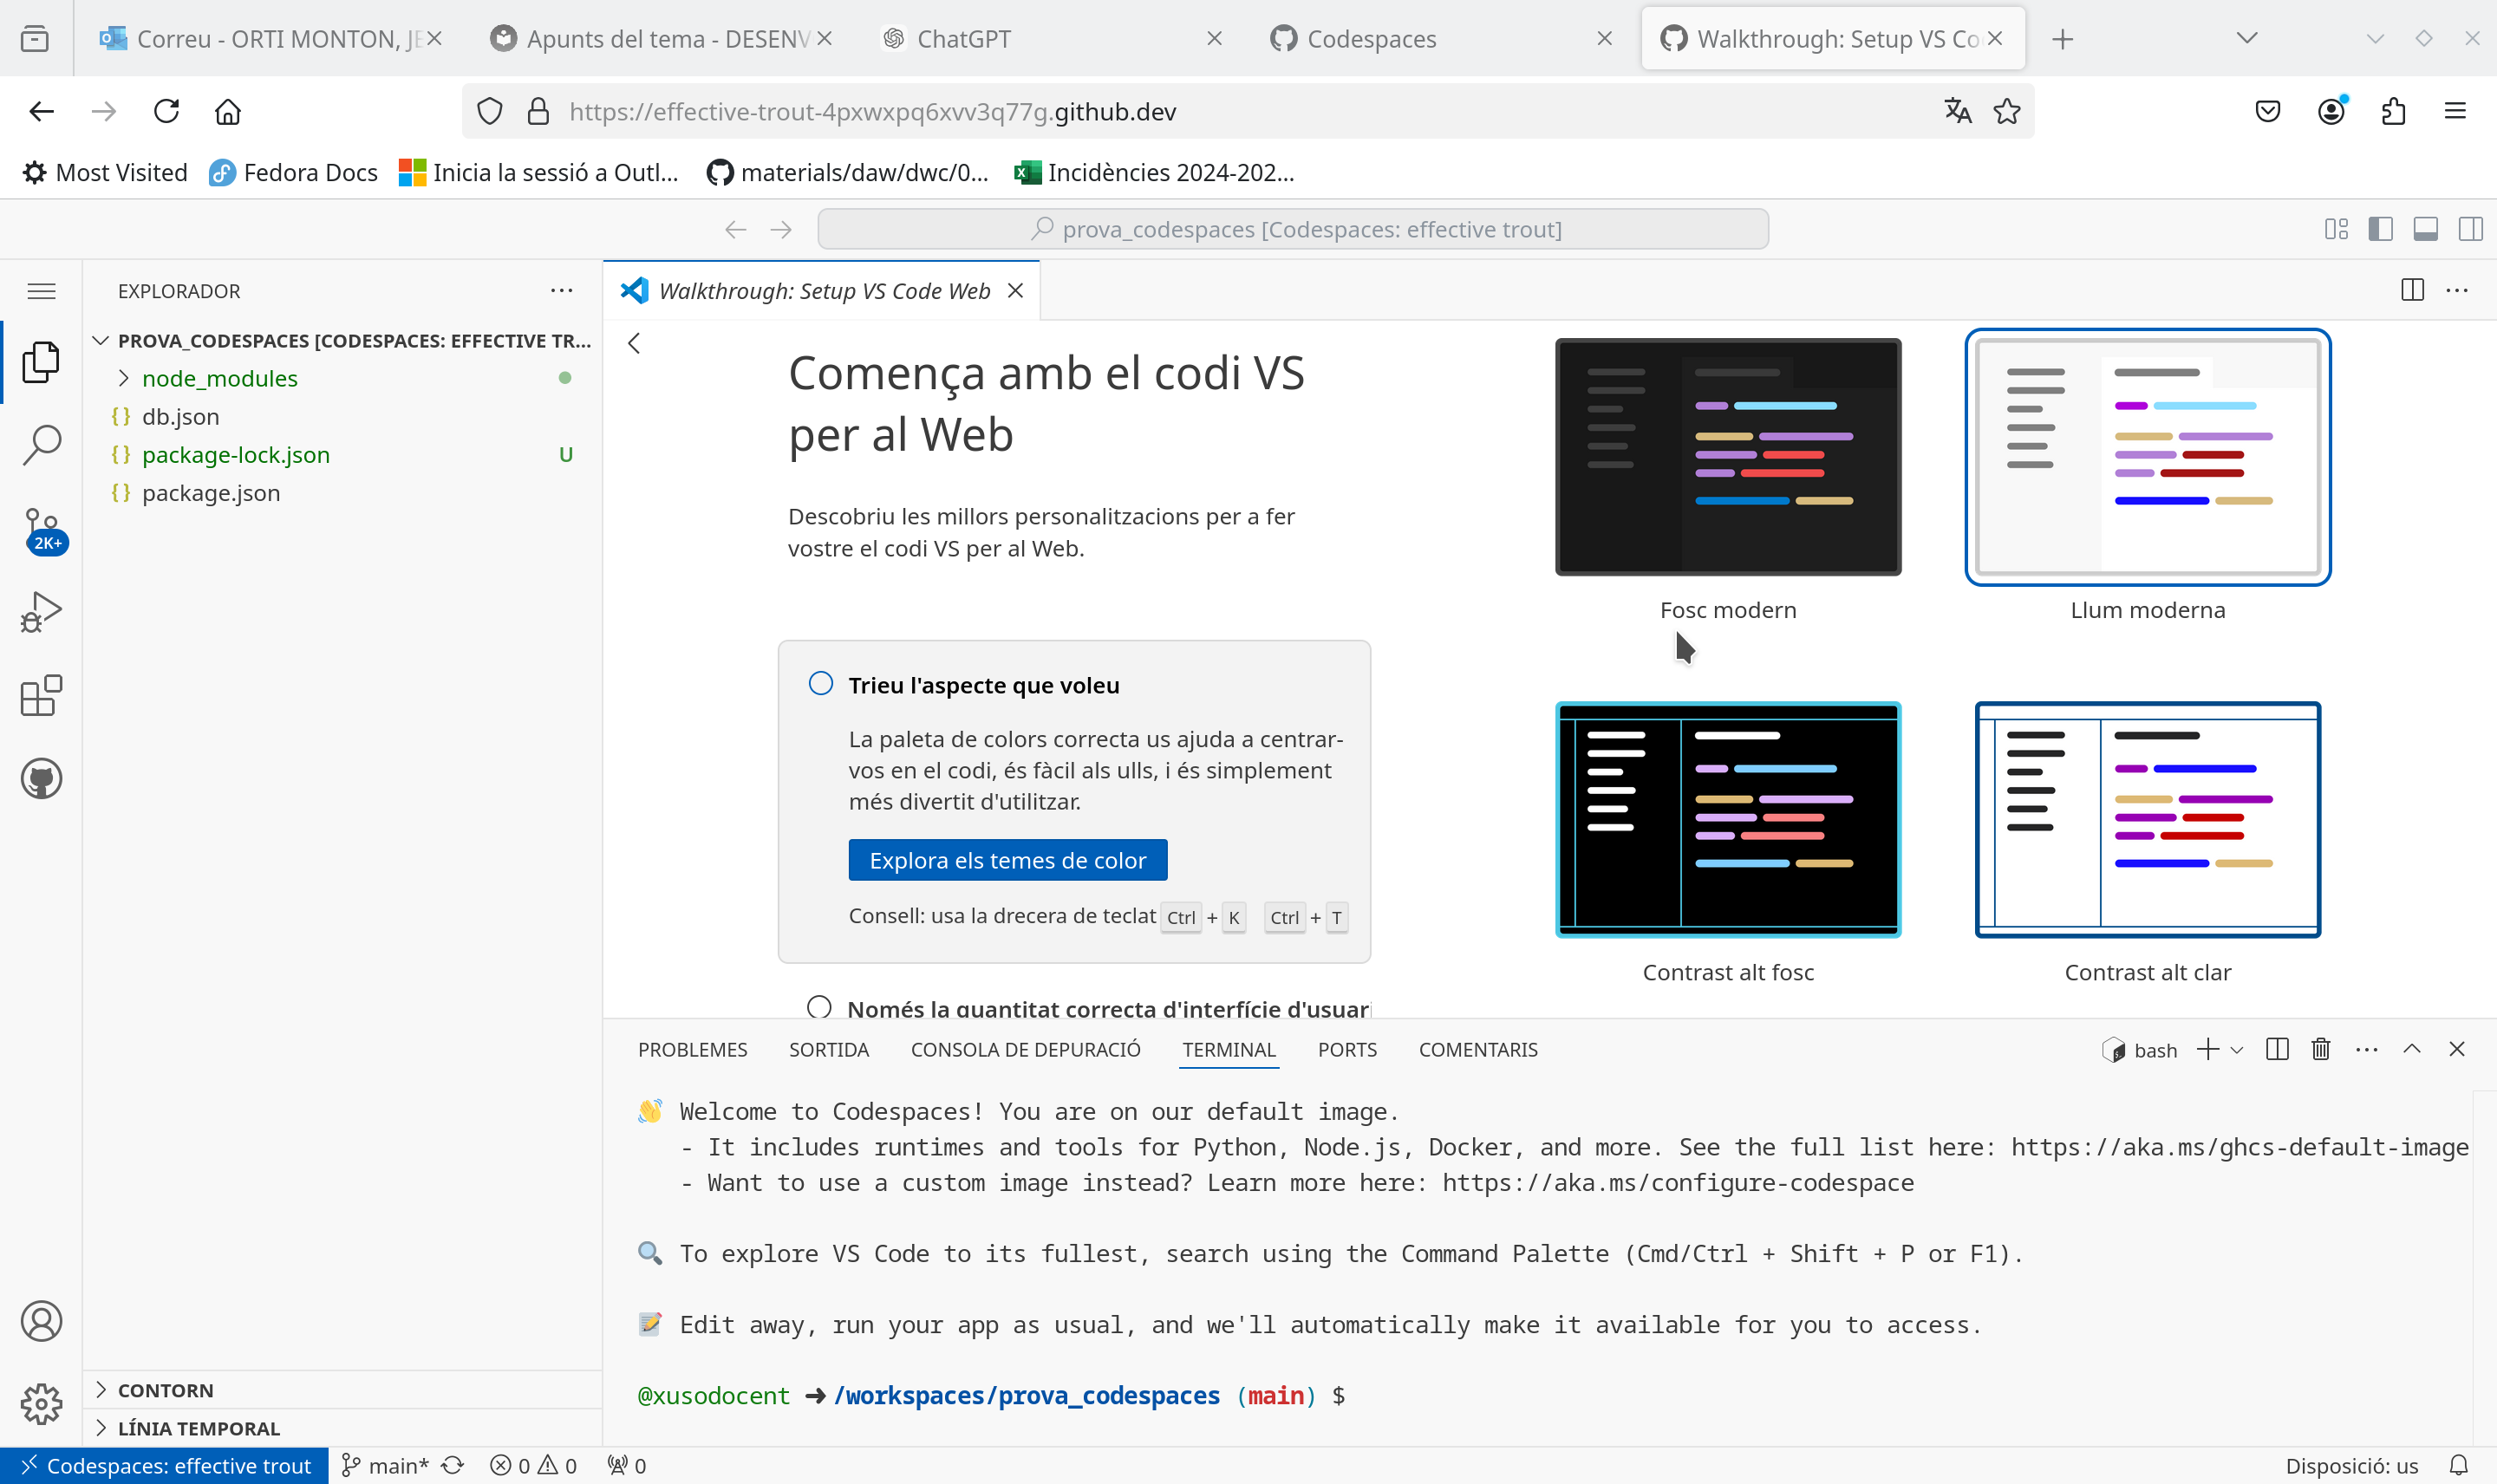 Correu - ORTI MONTON, JE
Apunts del tema - DESENV
ChatGPT
Codespaces
Walkthrough: Setup VS Co
https://effective-trout-4pxwxpq6xvv3q77g.github.dev
Most Visited
Fedora Docs
Inicia la sessió a Outl...
materials/daw/dwc/0...
Incidències 2024-202...
prova_codespaces [Codespaces: effective trout]
EXPLORADOR
Walkthrough: Setup VS Code Web
PROVA_CODESPACES [CODESPACES: EFFECTIVE TR...
node_modules
{} db.json
{} package-lock.json U
{} package.json
2K+
Comença amb el codi VS
per al Web
Descobriu les millors personalitzacions per a fer
vostre el codi VS per al Web.
Trieu l'aspecte que voleu
La paleta de colors correcta us ajuda a centrar-
vos en el codi, és fàcil als ulls, i és simplement
més divertit d'utilitzar.
Explora els temes de color
Consell: usa la drecera de teclat Ctrl + K Ctrl + T
Només la quantitat correcta d'interfície d'usuari
Fosc modern
Llum moderna
Contrast alt fosc
Contrast alt clar
PROBLEMES
SORTIDA
CONSOLA DE DEPURACIÓ
TERMINAL
PORTS
COMENTARIS
bash
👋 Welcome to Codespaces! You are on our default image.
- It includes runtimes and tools for Python, Node.js, Docker, and more. See the full list here: https://aka.ms/ghcs-default-image
- Want to use a custom image instead? Learn more here: https://aka.ms/configure-codespace
🔍 To explore VS Code to its fullest, search using the Command Palette (Cmd/Ctrl + Shift + P or F1).
📝 Edit away, run your app as usual, and we'll automatically make it available for you to access.
@xusodocent ➜ /workspaces/prova_codespaces (main) $
CONTORN
LÍNIA TEMPORAL
Codespaces: effective trout
main*
0
0
0
Disposició: us